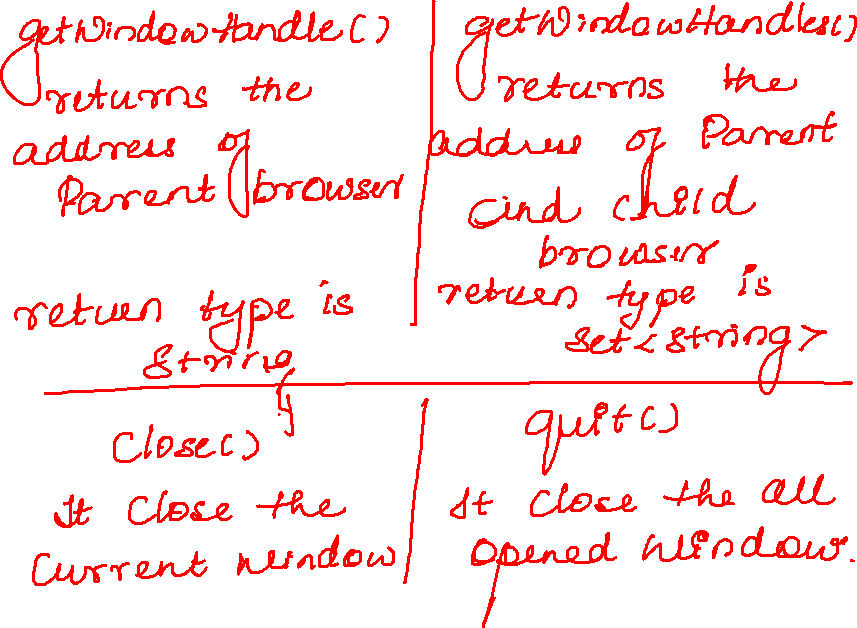 getWindowHandle()
returns the
address of
Parent browser
return type is
String
getWindowHandles()
returns the
address of Parent
and child
browser
return type is
Set<String>
Close()
It Close the
Current Window
quit()
It Close the all
opened Window.